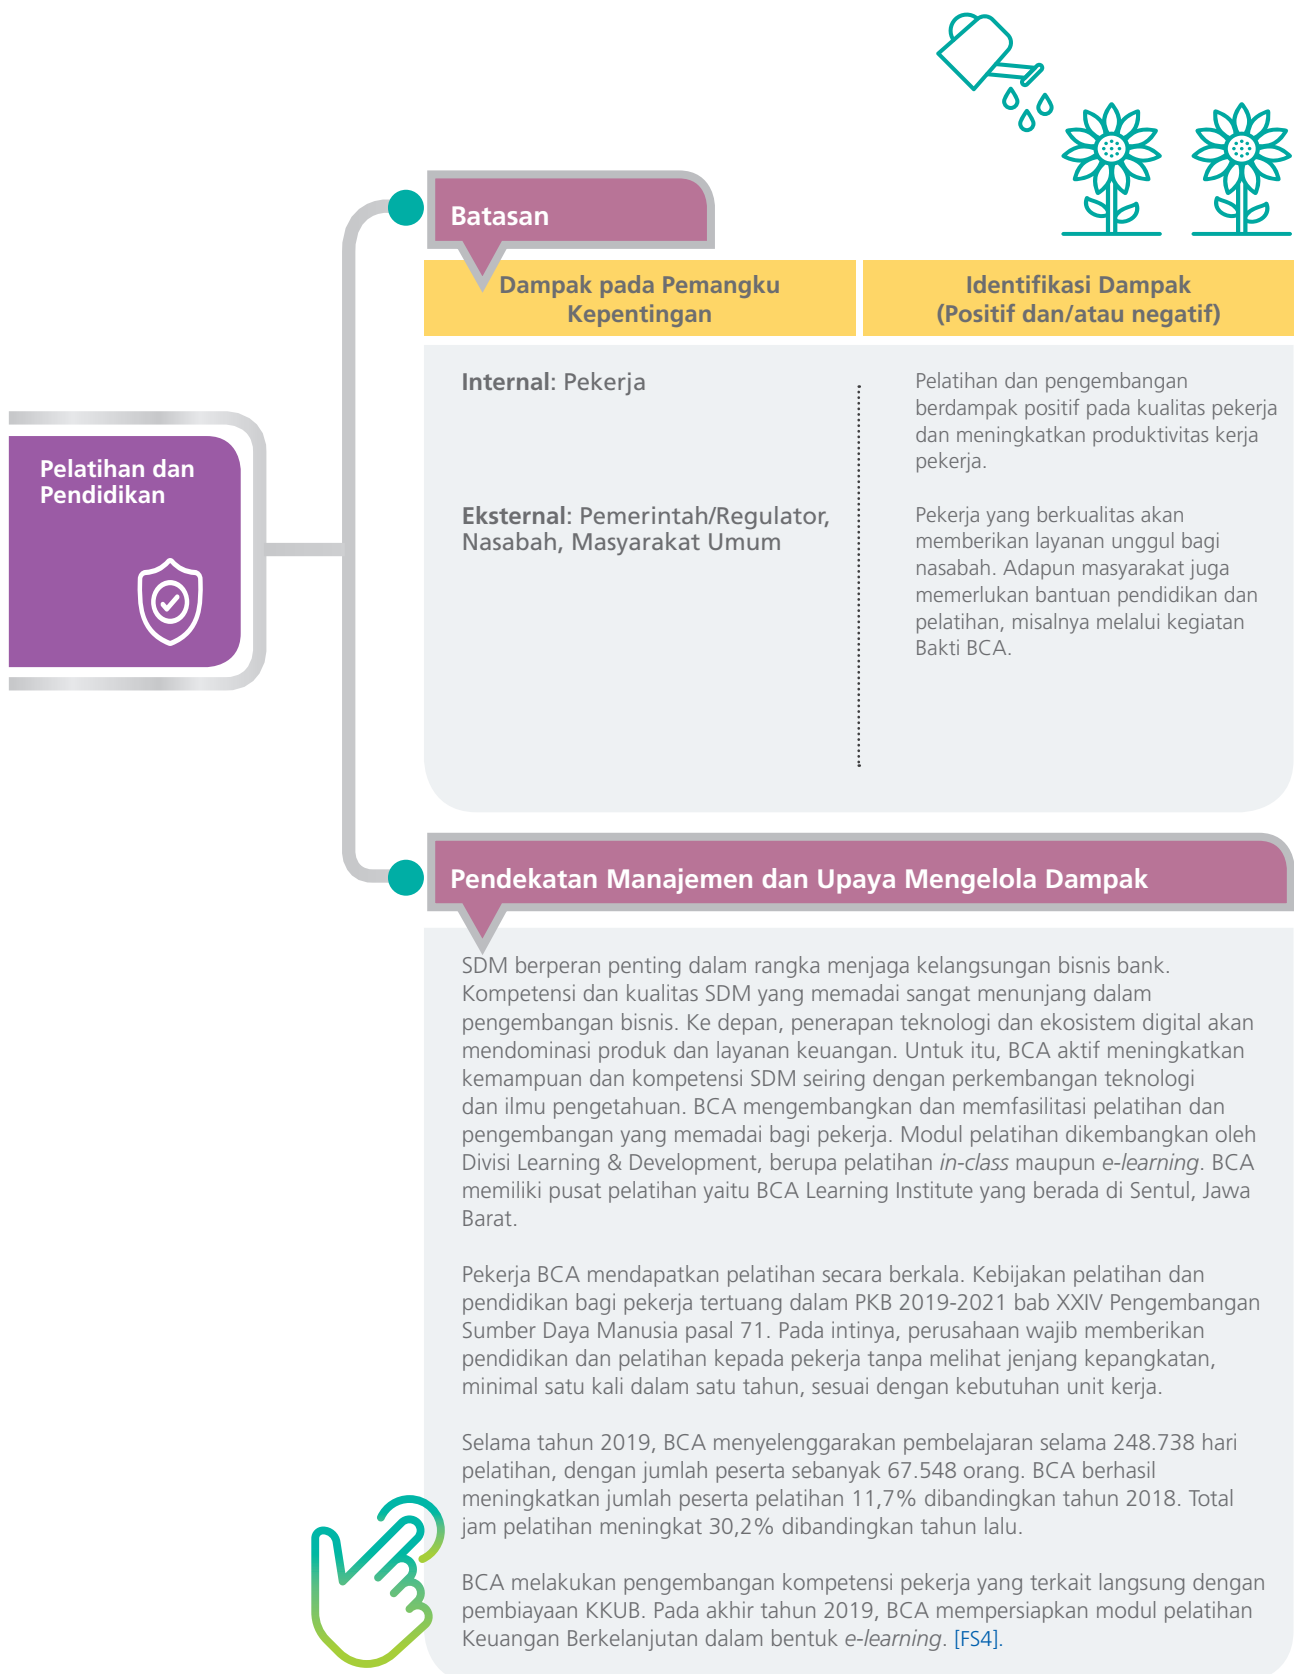 Batasan
Dampak pada Pemangku
Kepentingan
Identifikasi Dampak
(Positif dan/atau negatif)
Pelatihan dan
Pendidikan
Internal: Pekerja
Pelatihan dan pengembangan
berdampak positif pada kualitas pekerja
dan meningkatkan produktivitas kerja
pekerja.
Eksternal: Pemerintah/Regulator,
Nasabah, Masyarakat Umum
Pekerja yang berkualitas akan
memberikan layanan unggul bagi
nasabah. Adapun masyarakat juga
memerlukan bantuan pendidikan dan
pelatihan, misalnya melalui kegiatan
Bakti BCA.
Pendekatan Manajemen dan Upaya Mengelola Dampak
SDM berperan penting dalam rangka menjaga kelangsungan bisnis bank.
Kompetensi dan kualitas SDM yang memadai sangat menunjang dalam
pengembangan bisnis. Ke depan, penerapan teknologi dan ekosistem digital akan
mendominasi produk dan layanan keuangan. Untuk itu, BCA aktif meningkatkan
kemampuan dan kompetensi SDM seiring dengan perkembangan teknologi
dan ilmu pengetahuan. BCA mengembangkan dan memfasilitasi pelatihan dan
pengembangan yang memadai bagi pekerja. Modul pelatihan dikembangkan oleh
Divisi Learning & Development, berupa pelatihan in-class maupun e-learning. BCA
memiliki pusat pelatihan yaitu BCA Learning Institute yang berada di Sentul, Jawa
Barat.
Pekerja BCA mendapatkan pelatihan secara berkala. Kebijakan pelatihan dan
pendidikan bagi pekerja tertuang dalam PKB 2019-2021 bab XXIV Pengembangan
Sumber Daya Manusia pasal 71. Pada intinya, perusahaan wajib memberikan
pendidikan dan pelatihan kepada pekerja tanpa melihat jenjang kepangkatan,
minimal satu kali dalam satu tahun, sesuai dengan kebutuhan unit kerja.
Selama tahun 2019, BCA menyelenggarakan pembelajaran selama 248.738 hari
pelatihan, dengan jumlah peserta sebanyak 67.548 orang. BCA berhasil
meningkatkan jumlah peserta pelatihan 11,7% dibandingkan tahun 2018. Total
jam pelatihan meningkat 30,2% dibandingkan tahun lalu.
BCA melakukan pengembangan kompetensi pekerja yang terkait langsung dengan
pembiayaan KKUB. Pada akhir tahun 2019, BCA mempersiapkan modul pelatihan
Keuangan Berkelanjutan dalam bentuk e-learning. [FS4].